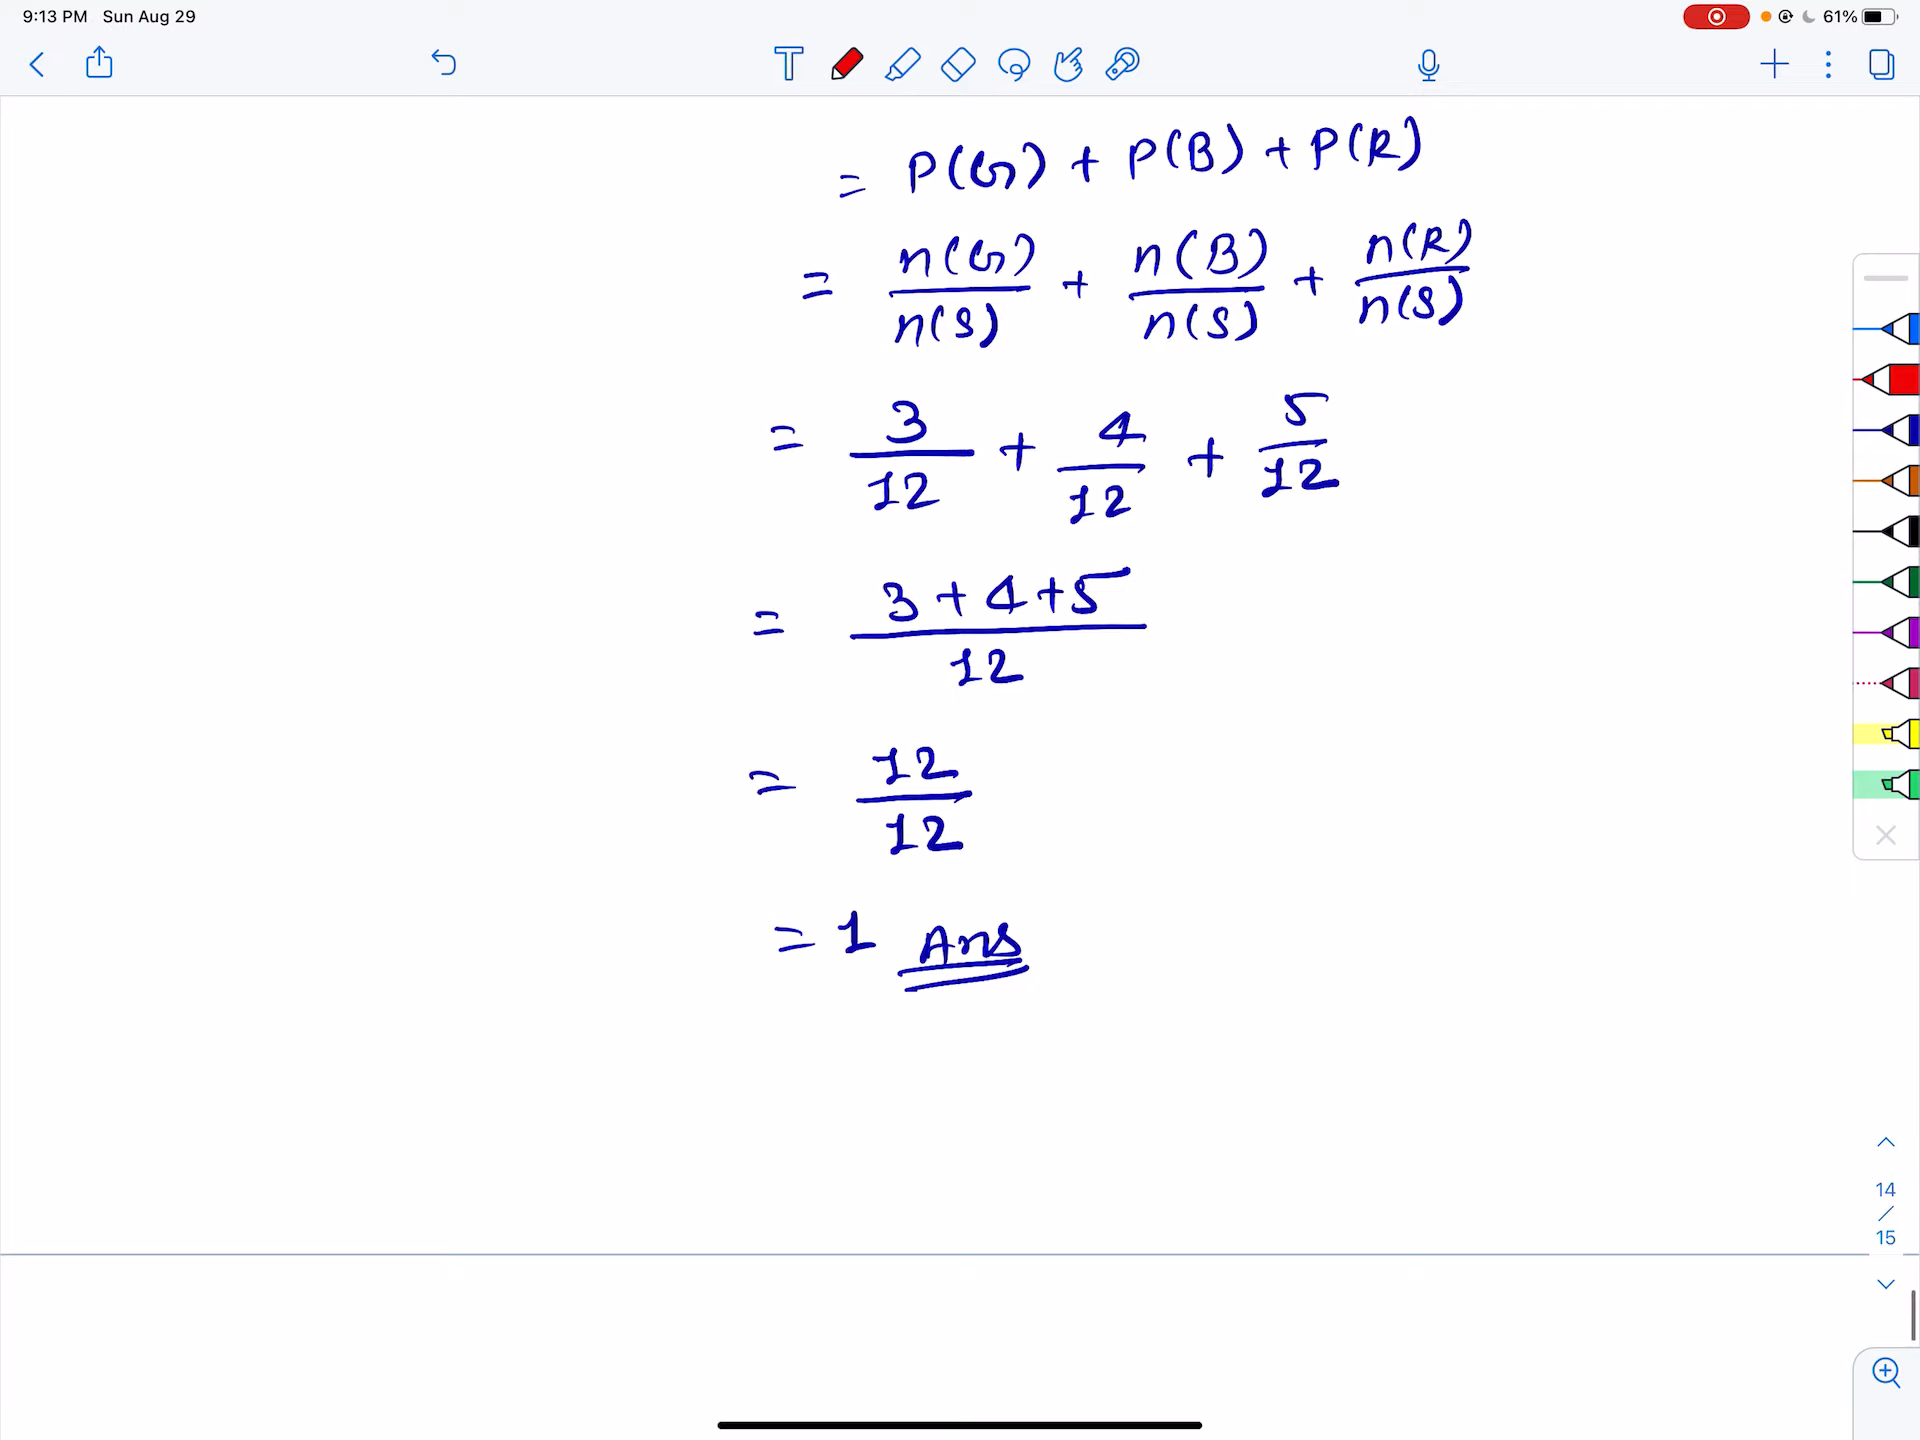 9:13 PM Sun Aug 29 61%
= P(G) + P(B) + P(R)
= n(G)/n(S) + n(B)/n(S) + n(R)/n(S)
= 3/12 + 4/12 + 5/12
= 3+4+5/12
= 12/12
= 1 Ans
14
/
15